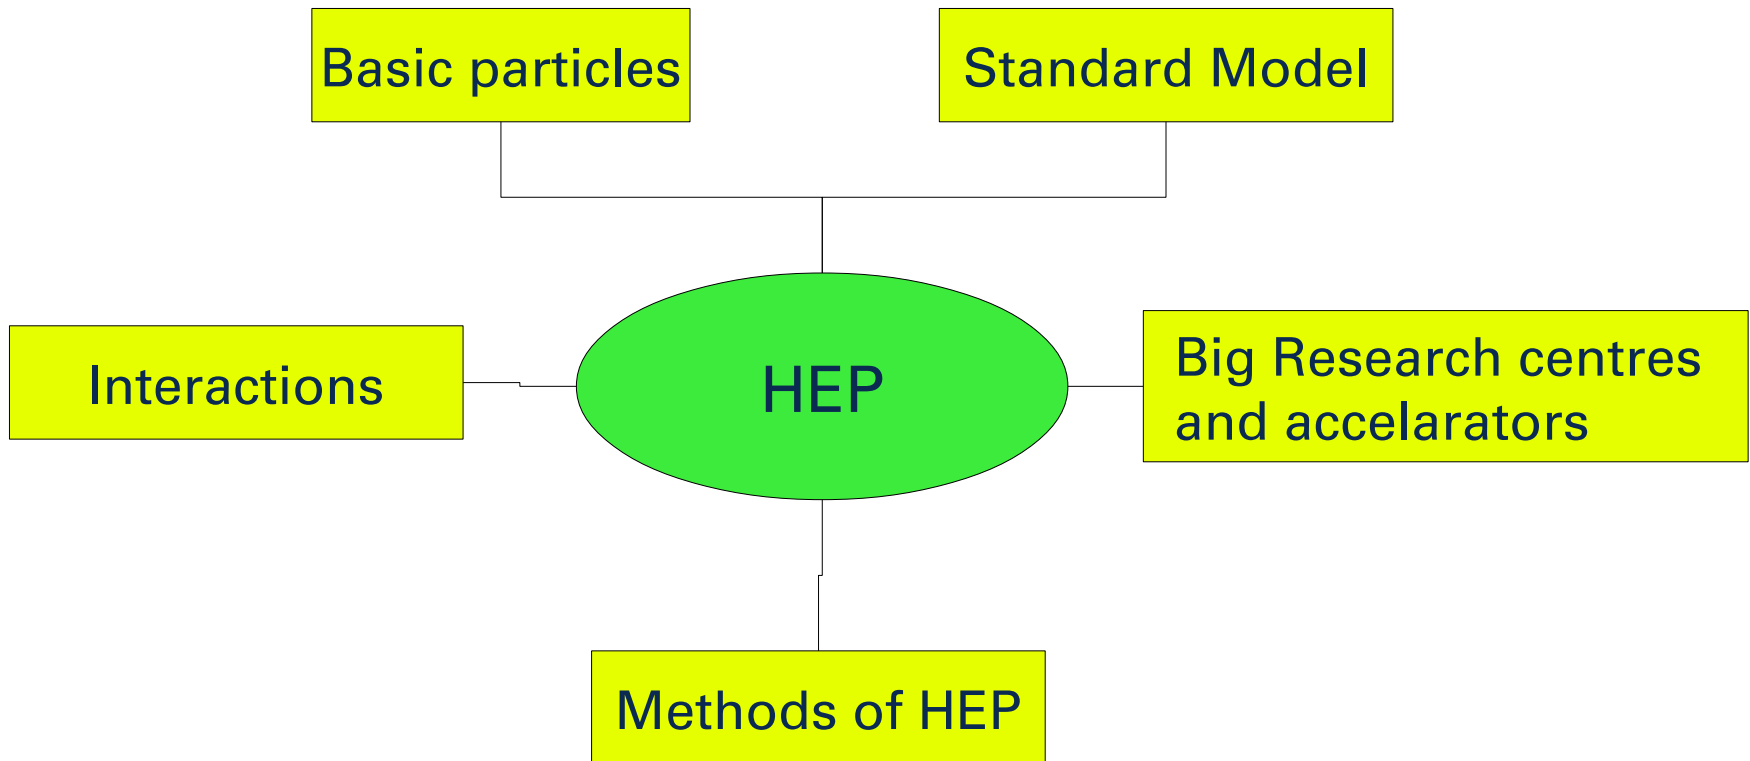 Basic particles
Standard Model
Interactions
HEP
Big Research centres
and accelarators
Methods of HEP